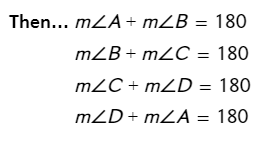 Then... m∠A + m∠B = 180
m∠B + m∠C = 180
m∠C + m∠D = 180
m∠D + m∠A = 180